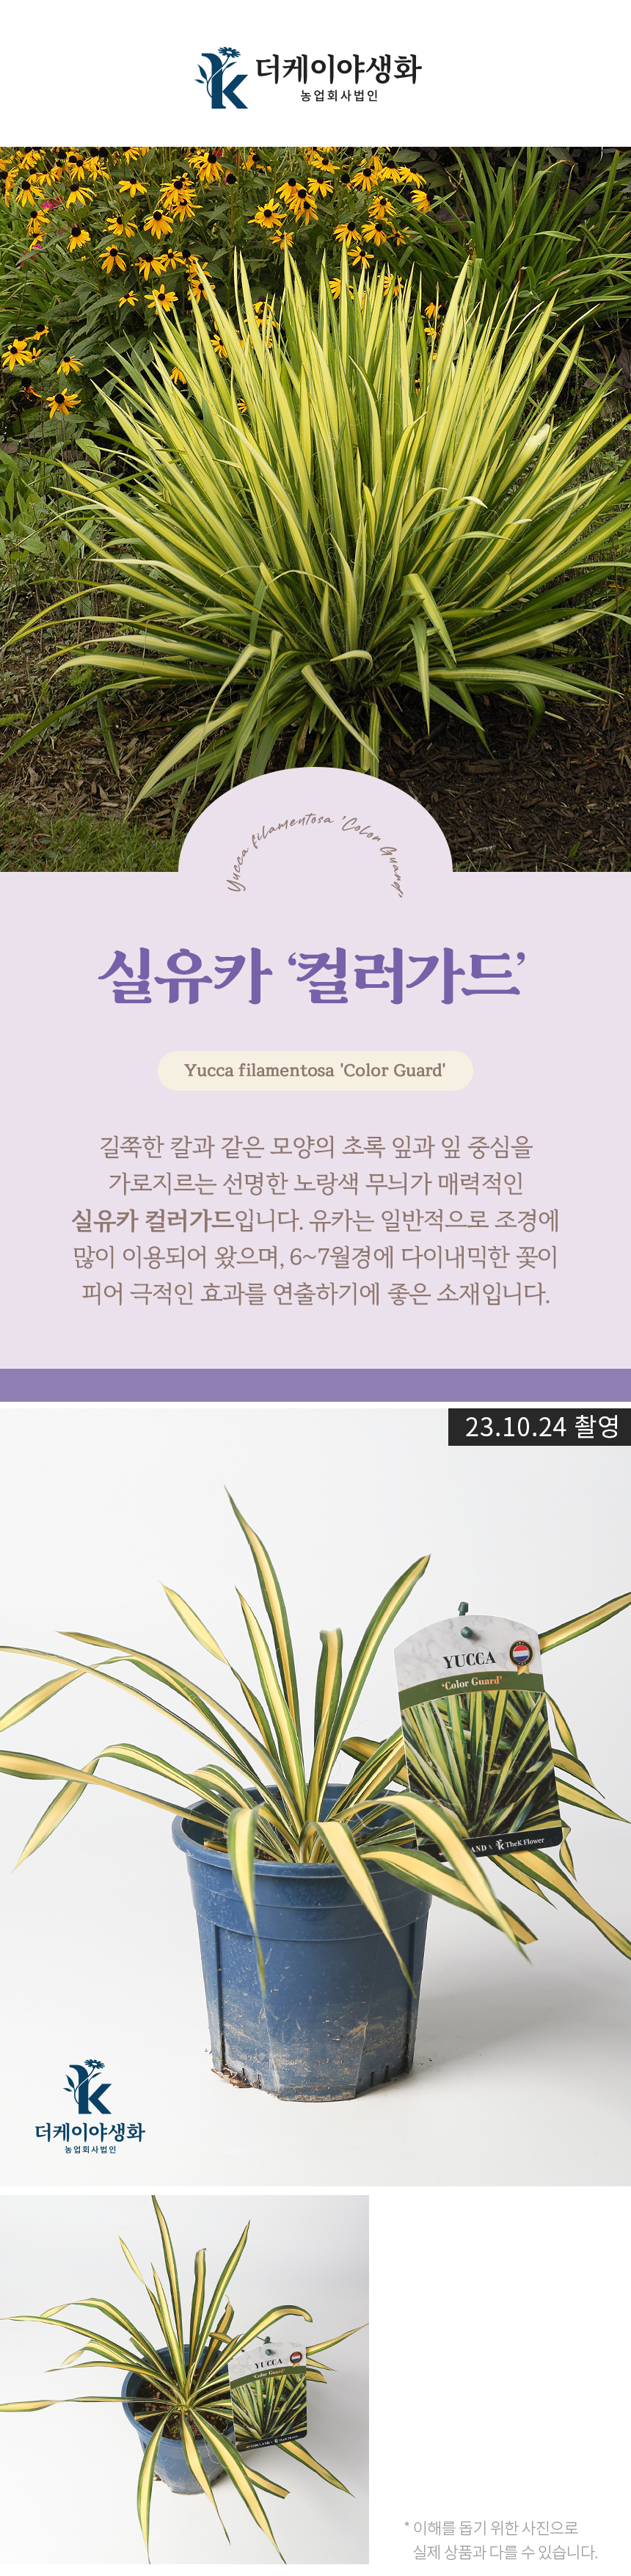 더케이야생화
농업회사법인
Yucca filamentosa 'Color Guard'
실유카 ‘컬러가드’
Yucca filamentosa 'Color Guard'
길쭉한 칼과 같은 모양의 초록 잎과 잎 중심을
가로지르는 선명한 노랑색 무늬가 매력적인
실유카 컬러가드입니다. 유카는 일반적으로 조경에
많이 이용되어 왔으며, 6~7월경에 다이내믹한 꽃이
피어 극적인 효과를 연출하기에 좋은 소재입니다.
23.10.24 촬영
YUCCA
‘Color Guard’
TheK Flower
더케이야생화
농업회사법인
YUCCA
‘Color Guard’
* 이해를 돕기 위한 사진으로
실제 상품과 다를 수 있습니다.